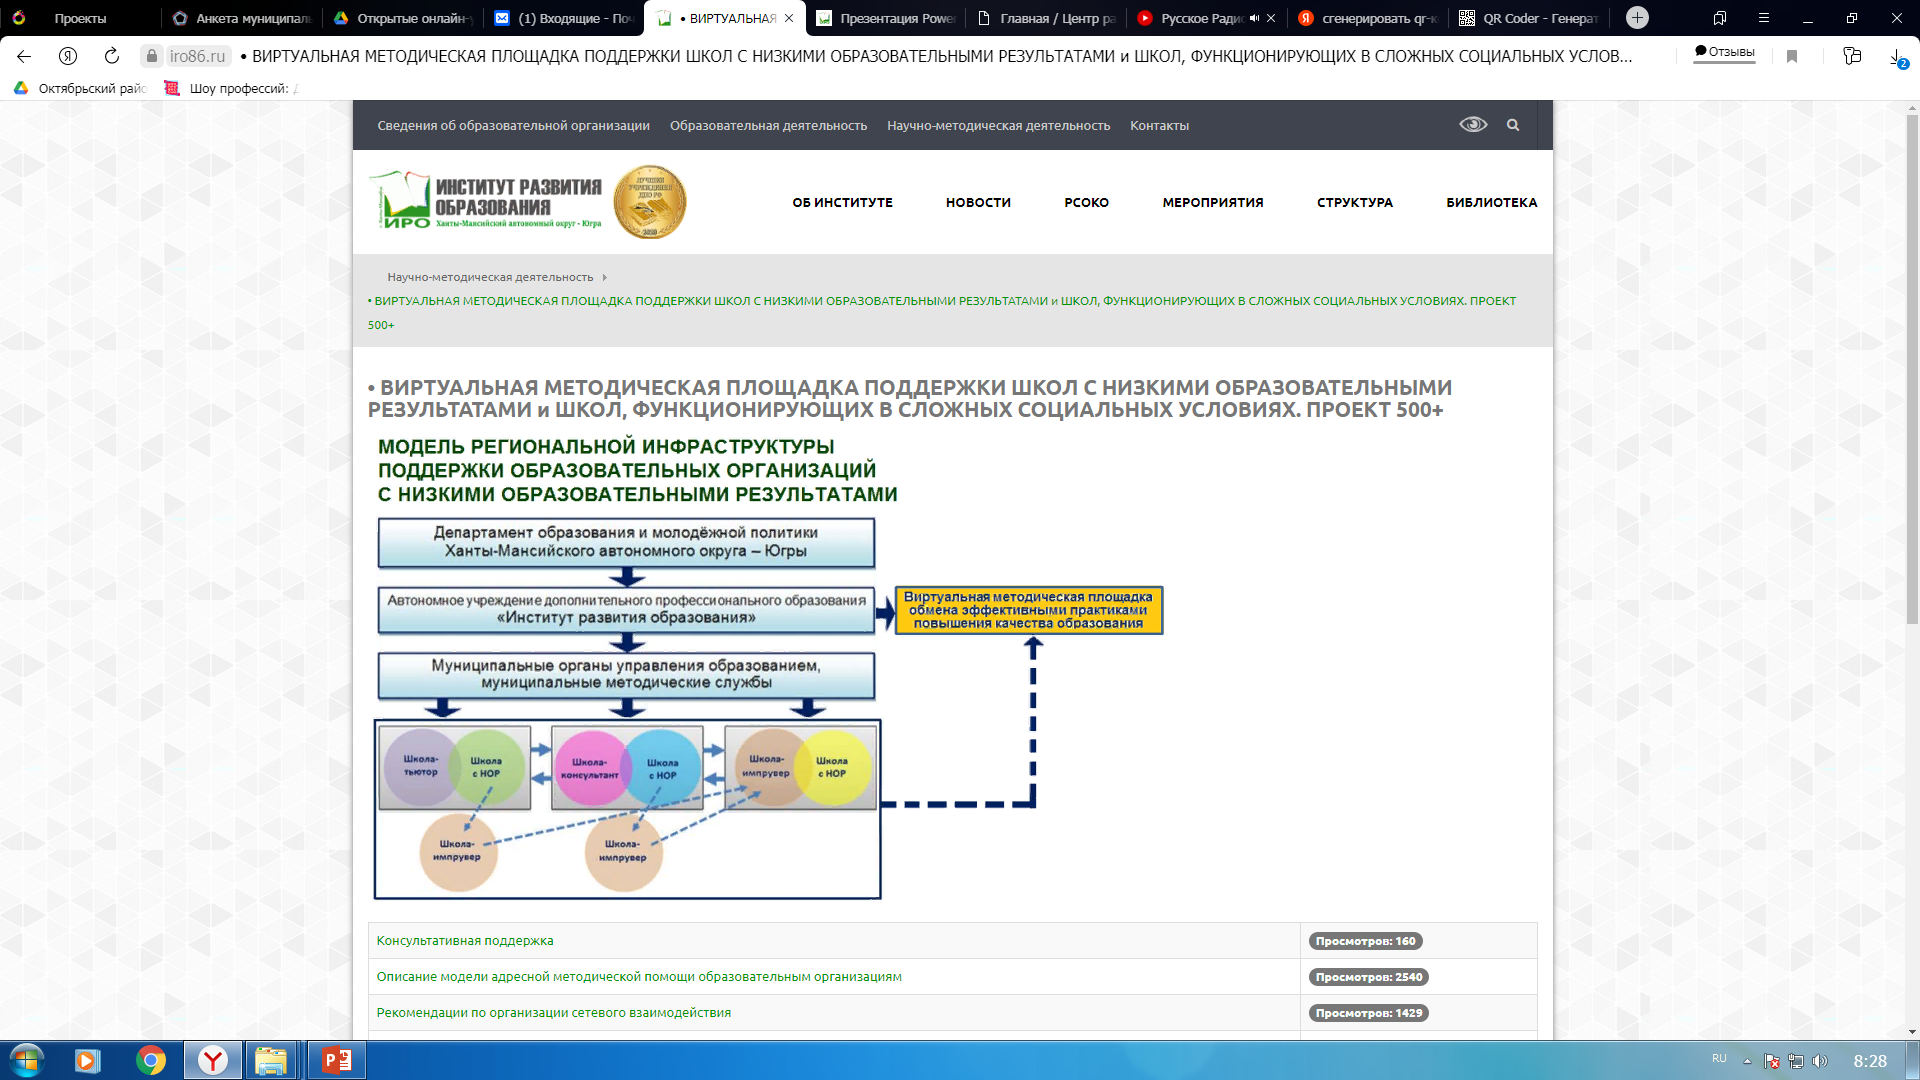 Проекты
Анкета муниципаль
Открытые онлайн-у
(1) Входящие - Поч
• ВИРТУАЛЬНАЯ
Презентация Power
Главная / Центр ра
Русское Радио
сгенерировать qr-к
QR Coder - Генерат
iro86.ru
• ВИРТУАЛЬНАЯ МЕТОДИЧЕСКАЯ ПЛОЩАДКА ПОДДЕРЖКИ ШКОЛ С НИЗКИМИ ОБРАЗОВАТЕЛЬНЫМИ РЕЗУЛЬТАТАМИ и ШКОЛ, ФУНКЦИОНИРУЮЩИХ В СЛОЖНЫХ СОЦИАЛЬНЫХ УСЛОВ...
Отзывы
2
Октябрьский райо
Шоу профессий:
Сведения об образовательной организации
Образовательная деятельность
Научно-методическая деятельность
Контакты
ИНСТИТУТ РАЗВИТИЯ
ОБРАЗОВАНИЯ
Ханты-Мансийский автономный округ - Югра
ИРО
ЛУЧШИЕ
УЧРЕЖДЕНИЯ
ДПО РФ
2020
ОБ ИНСТИТУТЕ
НОВОСТИ
РСОКО
МЕРОПРИЯТИЯ
СТРУКТУРА
БИБЛИОТЕКА
Научно-методическая деятельность
• ВИРТУАЛЬНАЯ МЕТОДИЧЕСКАЯ ПЛОЩАДКА ПОДДЕРЖКИ ШКОЛ С НИЗКИМИ ОБРАЗОВАТЕЛЬНЫМИ РЕЗУЛЬТАТАМИ и ШКОЛ, ФУНКЦИОНИРУЮЩИХ В СЛОЖНЫХ СОЦИАЛЬНЫХ УСЛОВИЯХ. ПРОЕКТ
500+
• ВИРТУАЛЬНАЯ МЕТОДИЧЕСКАЯ ПЛОЩАДКА ПОДДЕРЖКИ ШКОЛ С НИЗКИМИ ОБРАЗОВАТЕЛЬНЫМИ
РЕЗУЛЬТАТАМИ и ШКОЛ, ФУНКЦИОНИРУЮЩИХ В СЛОЖНЫХ СОЦИАЛЬНЫХ УСЛОВИЯХ. ПРОЕКТ 500+
МОДЕЛЬ РЕГИОНАЛЬНОЙ ИНФРАСТРУКТУРЫ
ПОДДЕРЖКИ ОБРАЗОВАТЕЛЬНЫХ ОРГАНИЗАЦИЙ
С НИЗКИМИ ОБРАЗОВАТЕЛЬНЫМИ РЕЗУЛЬТАТАМИ
Департамент образования и молодёжной политики
Ханты-Мансийского автономного округа – Югры
Автономное учреждение дополнительного профессионального образования
«Институт развития образования»
Виртуальная методическая площадка
обмена эффективными практиками
повышения качества образования
Муниципальные органы управления образованием,
муниципальные методические службы
Школа-
тьютор
Школа
с НОР
Школа-
консультант
Школа
с НОР
Школа-
импрувер
Школа
с НОР
Школа-
импрувер
Школа-
импрувер
Консультативная поддержка
Просмотров: 160
Описание модели адресной методической помощи образовательным организациям
Просмотров: 2540
Рекомендации по организации сетевого взаимодействия
Просмотров: 1429
RU
8:28